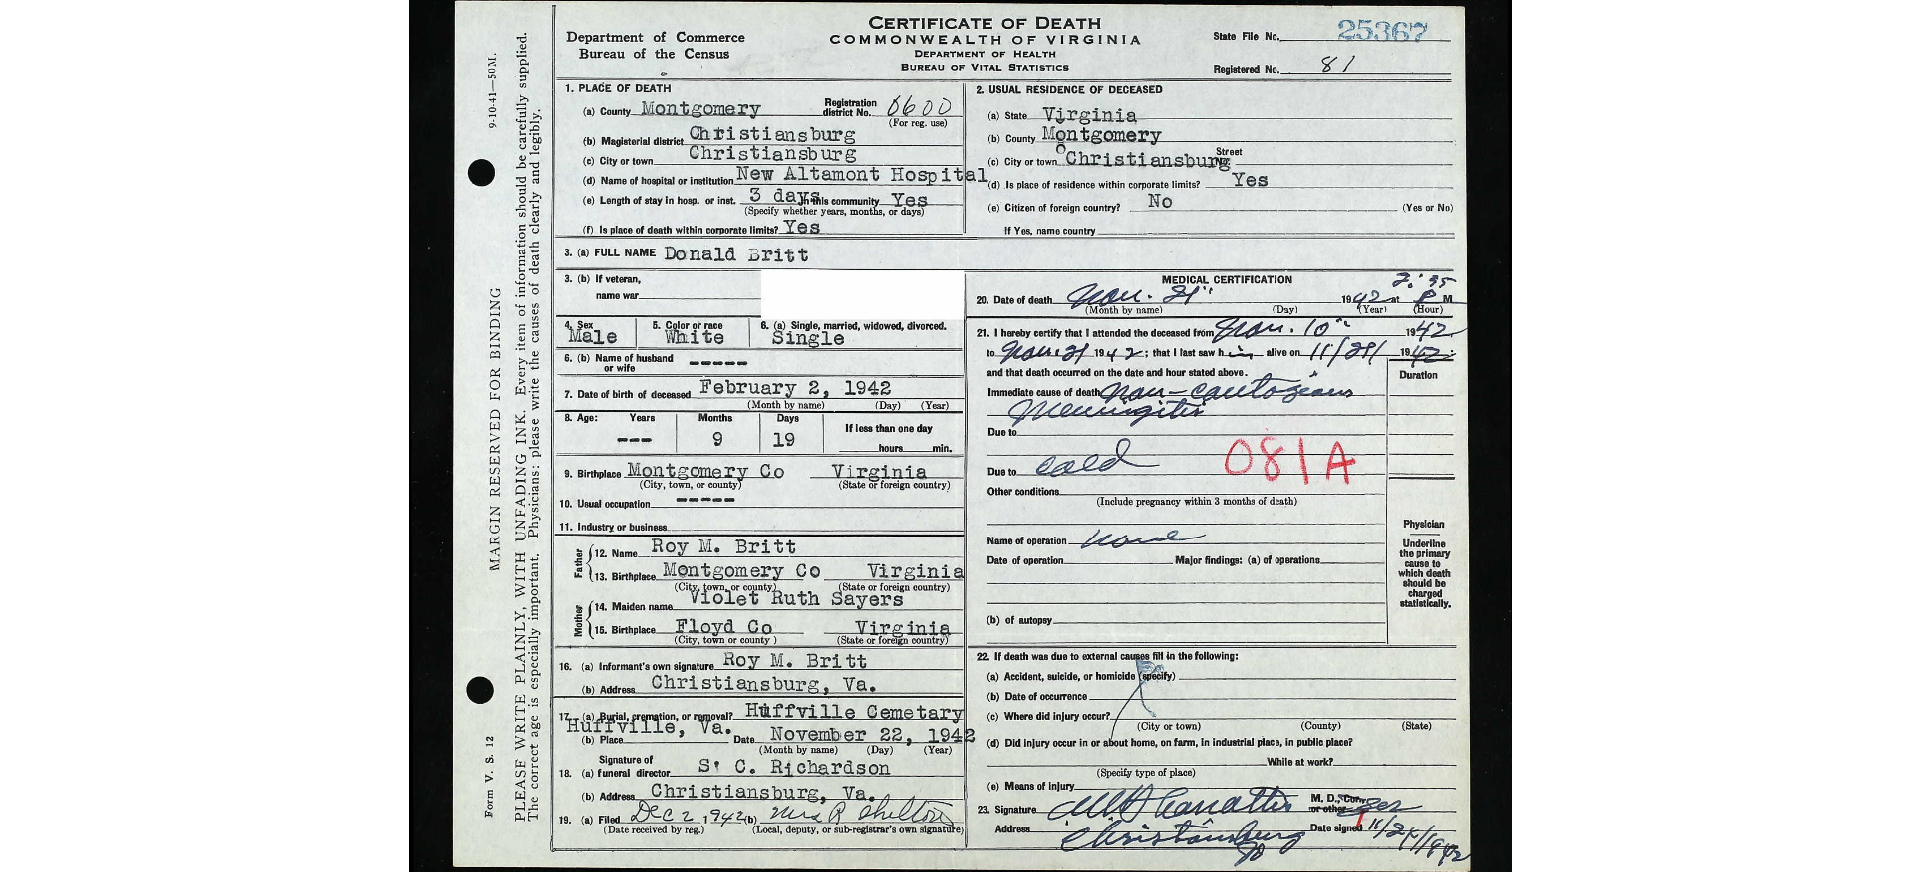 CERTIFICATE OF DEATH
COMMONWEALTH OF VIRGINIA
DEPARTMENT OF HEALTH
BUREAU OF VITAL STATISTICS
Department of Commerce
Bureau of the Census
State File No. 25367
Registered No. 81
1. PLACE OF DEATH
(a) County Montgomery Registration district No. 0600
(For reg. use)
(b) Magisterial district Christiansburg
(c) City or town Christiansburg
(d) Name of hospital or institution New Altamont Hospital
(e) Length of stay in hosp. or inst. 3 days In this community Yes
(Specify whether years, months, or days)
(f) Is place of death within corporate limits? Yes
2. USUAL RESIDENCE OF DECEASED
(a) State Virginia
(b) County Montgomery
(c) City or town Christiansburg Street No.
(d) Is place of residence within corporate limits? Yes
(e) Citizen of foreign country? No (Yes or No)
If Yes, name country
3. (a) FULL NAME Donald Britt
3. (b) If veteran,
name war
4. Sex 5. Color or race 6. (a) Single, married, widowed, divorced.
Male White Single
6. (b) Name of husband or wife -----
7. Date of birth of deceased February 2, 1942
(Month by name) (Day) (Year)
8. Age: Years Months Days If less than one day
--- 9 19 hours min.
9. Birthplace Montgomery Co Virginia
(City, town, or county) (State or foreign country)
10. Usual occupation -----
11. Industry or business
Father
12. Name Roy M. Britt
13. Birthplace Montgomery Co Virginia
(City, town, or county) (State or foreign country)
Mother
14. Maiden name Violet Ruth Sayers
15. Birthplace Floyd Co Virginia
(City, town or county ) (State or foreign country)
16. (a) Informant's own signature Roy M. Britt
(b) Address Christiansburg, Va.
17. (a) Burial, cremation, or removal? Huffville Cemetary
Huffville, Va.
(b) Place Date November 22, 1942
(Month by name) (Day) (Year)
Signature of
18. (a) funeral director S. C. Richardson
(b) Address Christiansburg, Va.
19. (a) Filed Dec 2 1942 (b) Mrs R Shelton
(Date received by reg.) (Local, deputy, or sub-registrar's own signature)
MEDICAL CERTIFICATION
20. Date of death Nov. 21 1942 at 2:35 P M
(Month by name) (Day) (Year) (Hour)
21. I hereby certify that I attended the deceased from Nov. 10 1942
to Nov. 21 1942; that I last saw him alive on 11/21/ 1942;
and that death occurred on the date and hour stated above.
Duration
Immediate cause of death Non-contagious
Meningitis
Due to
Due to cold
081A
Other conditions
(Include pregnancy within 3 months of death)
Name of operation none
Date of operation Major findings: (a) of operations
(b) of autopsy
Physician
Underline
the primary
cause to
which death
should be
charged
statistically.
22. If death was due to external causes fill in the following:
(a) Accident, suicide, or homicide (specify)
(b) Date of occurrence
(c) Where did injury occur?
(City or town) (County) (State)
(d) Did injury occur in or about home, on farm, in industrial place, in public place?
While at work?
(Specify type of place)
(e) Means of injury
23. Signature M. D.,
or other
Address Christiansburg Date signed 11/21/1942
MARGIN RESERVED FOR BINDING
9-10-41—50M.
Form V. S. 12
PLEASE WRITE PLAINLY, WITH UNFADING INK. Every item of information should be carefully supplied.
The correct age is especially important. Physicians: please write the causes of death clearly and legibly.